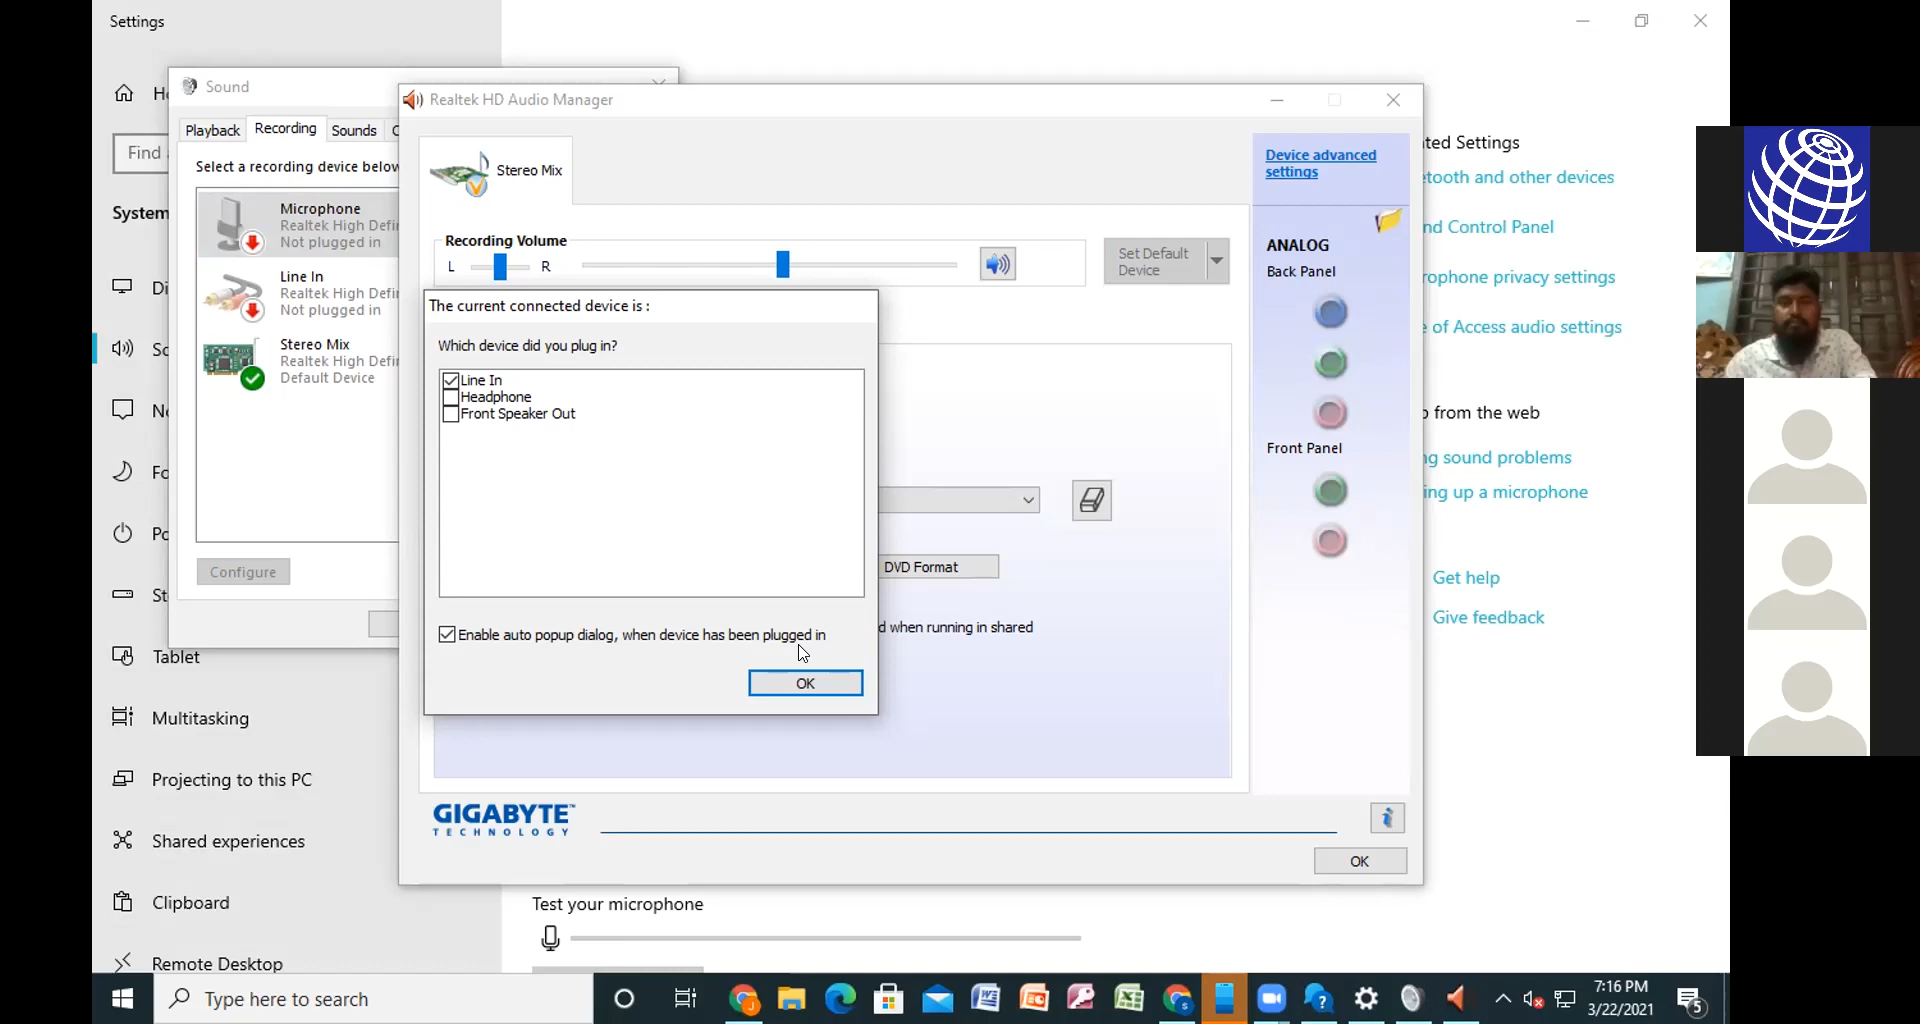 Settings
Sound
Playback
Recording
Sounds
Select a recording device below
Microphone
Realtek High Defi
Not plugged in
Line In
Realtek High Defi
Not plugged in
Stereo Mix
Realtek High Defi
Default Device
Configure
Find
System
Tablet
Multitasking
Projecting to this PC
Shared experiences
Clipboard
Remote Desktop
Realtek HD Audio Manager
Stereo Mix
Recording Volume
L
R
Set Default
Device
The current connected device is :
Which device did you plug in?
Line In
Headphone
Front Speaker Out
Enable auto popup dialog, when device has been plugged in
OK
DVD Format
d when running in shared
GIGABYTE™
TECHNOLOGY
OK
Device advanced
settings
ANALOG
Back Panel
Front Panel
ted Settings
etooth and other devices
nd Control Panel
rophone privacy settings
e of Access audio settings
p from the web
ng sound problems
ing up a microphone
Get help
Give feedback
Test your microphone
Type here to search
7:16 PM
3/22/2021
5